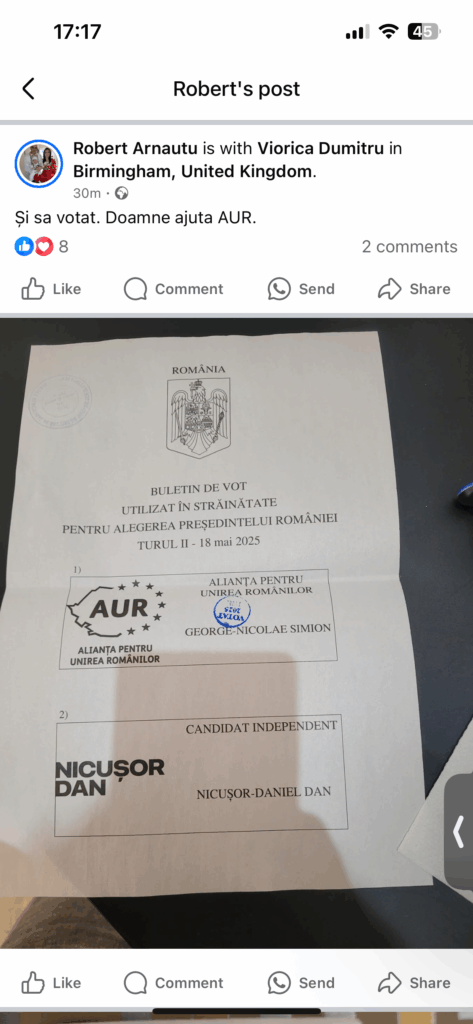 17:17
45
Robert's post
Robert Arnautu is with Viorica Dumitru in
Birmingham, United Kingdom.
30m ·
Și sa votat. Doamne ajuta AUR.
8
2 comments
Like
Comment
Send
Share
ROMÂNIA
BULETIN DE VOT
UTILIZAT ÎN STRĂINĂTATE
PENTRU ALEGEREA PREȘEDINTELUI ROMÂNIEI
TURUL II - 18 mai 2025
1)
AUR
ALIANȚA PENTRU
UNIREA ROMÂNILOR
ALIANȚA PENTRU
UNIREA ROMÂNILOR
VOTAT
2025
GEORGE-NICOLAE SIMION
2)
CANDIDAT INDEPENDENT
NICUȘOR
DAN
NICUȘOR-DANIEL DAN
Like
Comment
Send
Share